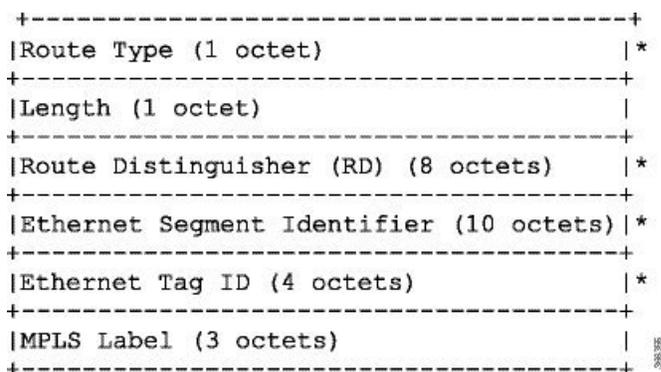 +-------------------------------------------+
|Route Type (1 octet) |*
+-------------------------------------------+
|Length (1 octet) |
+-------------------------------------------+
|Route Distinguisher (RD) (8 octets) |*
+-------------------------------------------+
|Ethernet Segment Identifier (10 octets)|*
+-------------------------------------------+
|Ethernet Tag ID (4 octets) |*
+-------------------------------------------+
|MPLS Label (3 octets) |
+-------------------------------------------+